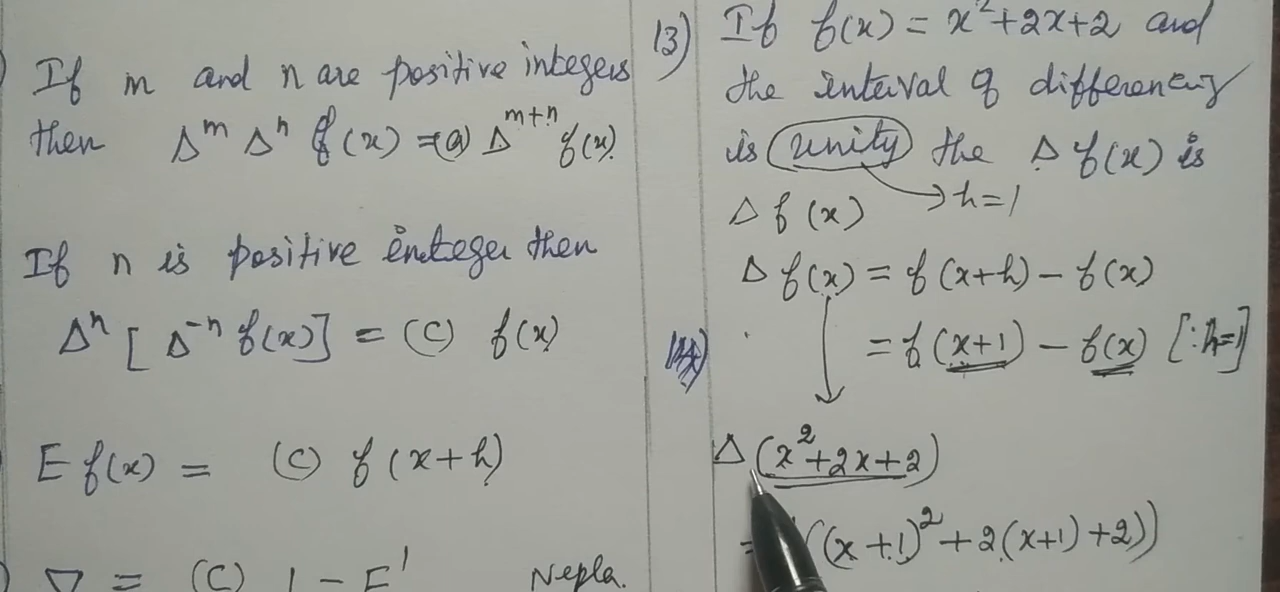 If m and n are positive integers
then Δ^m Δ^n f(x) = (a) Δ^{m+n} f(x).
If n is positive integer then
Δ^n [Δ^{-n} f(x)] = (C) f(x)
E f(x) = (C) f(x+h)
∇ = (C) 1 - E' Nepla.
13) If f(x) = x²+2x+2 and
the interval of differencing
is unity the Δ f(x) is
Δ f(x) → h=1
Δ f(x) = f(x+h) - f(x)
= f(x+1) - f(x) [∵ h=1]
Δ(x²+2x+2)
= ((x+1)²+2(x+1)+2))